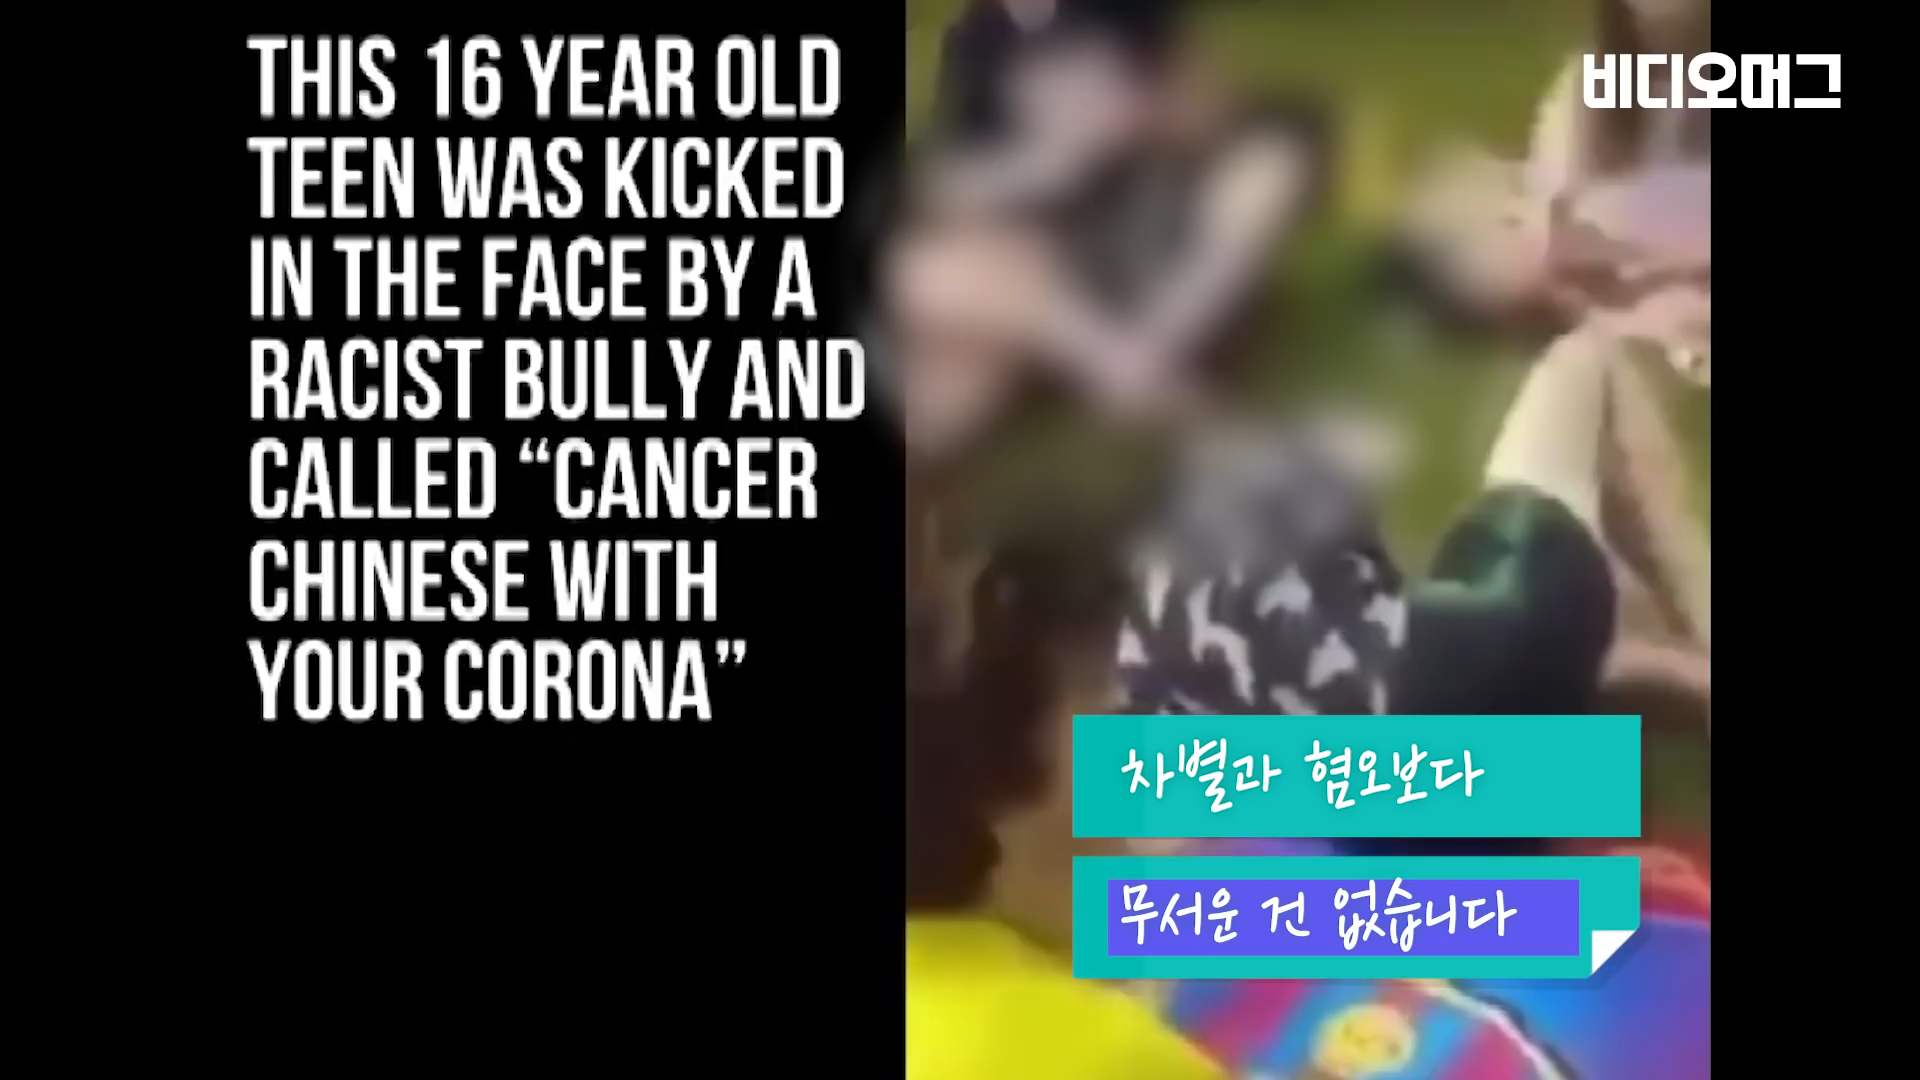 THIS 16 YEAR OLD
TEEN WAS KICKED
IN THE FACE BY A
RACIST BULLY AND
CALLED “CANCER
CHINESE WITH
YOUR CORONA”
비디오머그
차별과 혐오보다
무서운 건 없습니다